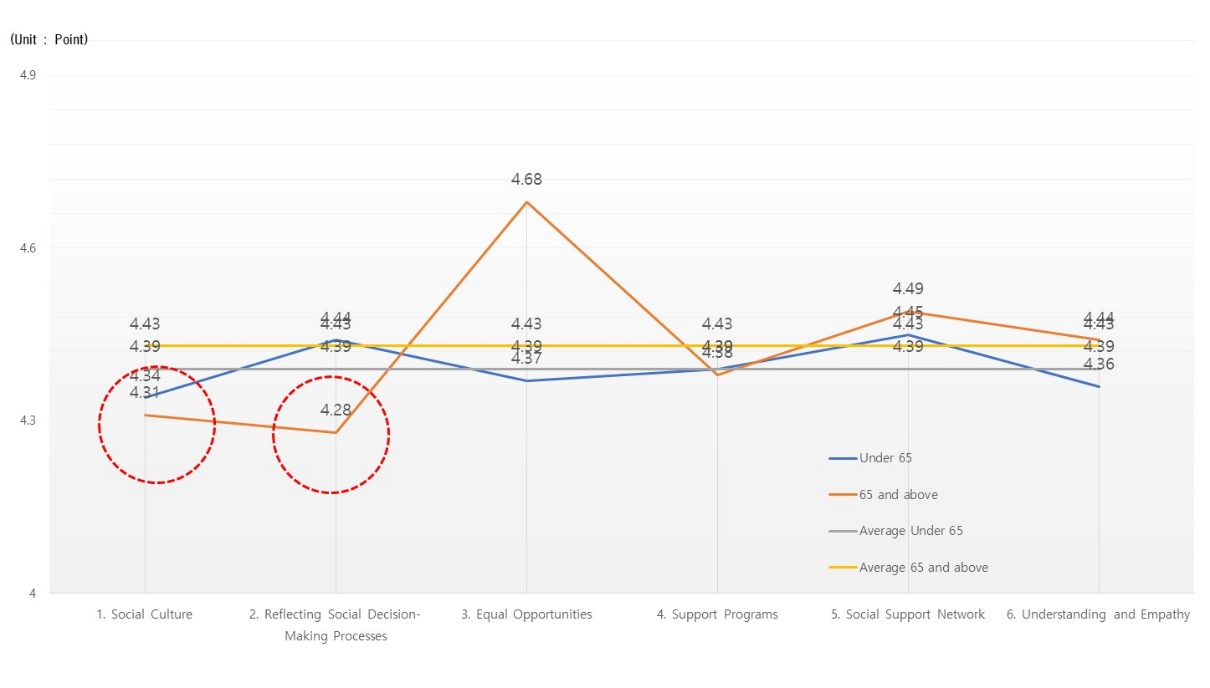 (Unit : Point)
4.9
4.68
4.6
4.49
4.43
4.44
4.43
4.43
4.43
4.45
4.43
4.44
4.43
4.39
4.39
4.39
4.37
4.39
4.39
4.38
4.39
4.39
4.36
4.34
4.31
4.28
4.3
Under 65
65 and above
Average Under 65
Average 65 and above
4
1. Social Culture
2. Reflecting Social Decision-
Making Processes
3. Equal Opportunities
4. Support Programs
5. Social Support Network
6. Understanding and Empathy